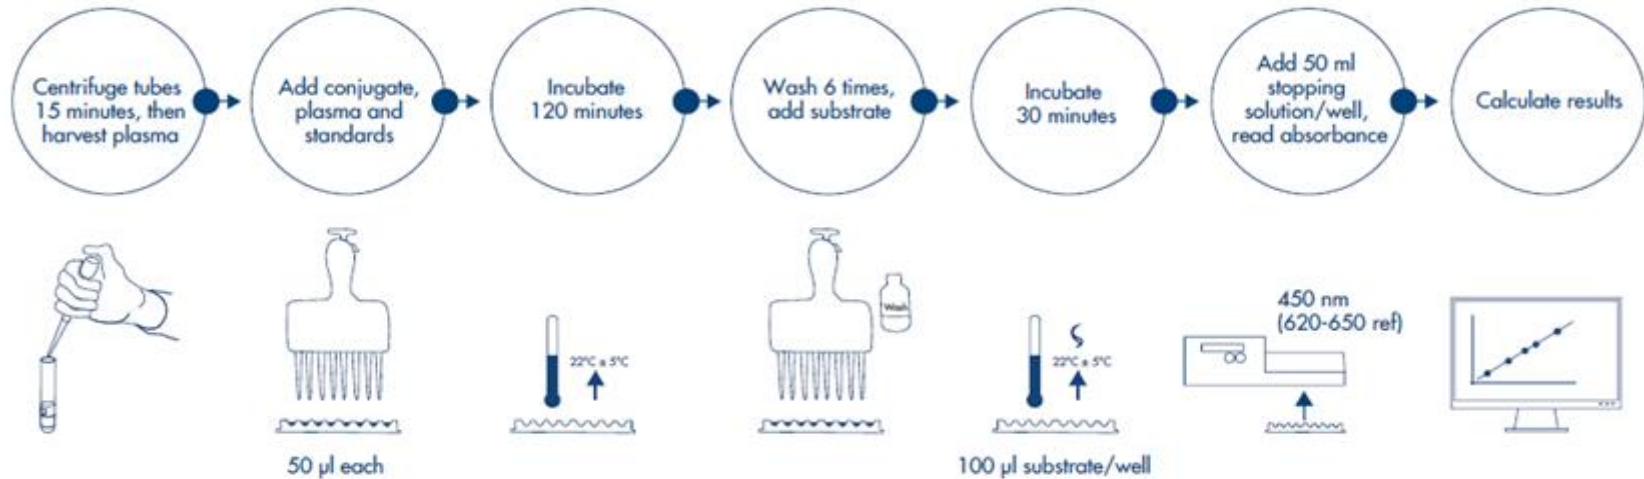 Centrifuge tubes
15 minutes, then
harvest plasma
Add conjugate,
plasma and
standards
Incubate
120 minutes
Wash 6 times,
add substrate
Incubate
30 minutes
Add 50 ml
stopping
solution/well,
read absorbance
Calculate results
22°C ± 5°C
50 µl each
Wash
22°C ± 5°C
100 µl substrate/well
450 nm
(620-650 ref)